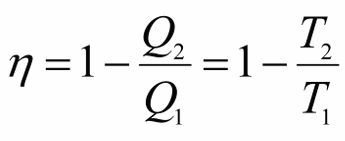 η = 1 − Q₂/Q₁ = 1 − T₂/T₁